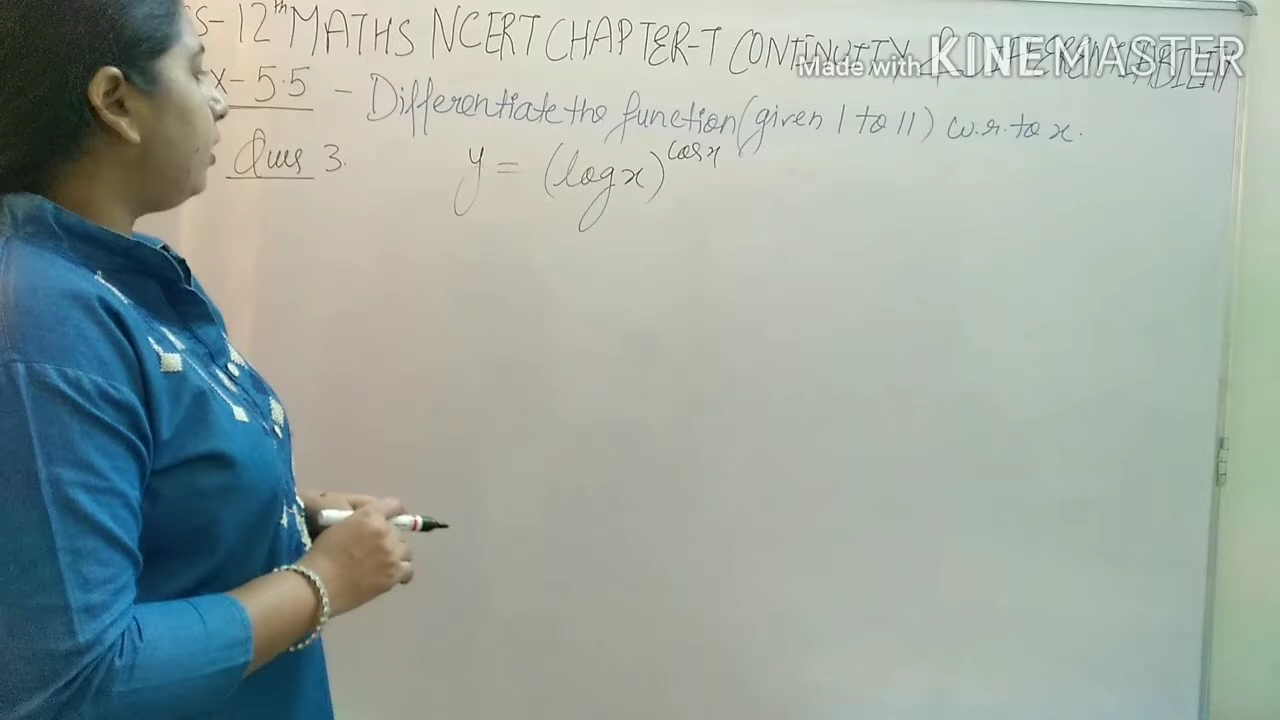 S- 12th MATHS NCERT CHAPTER-T CONTINUITY & DIFFERENTIABILITY
Made with KINEMASTER
X- 5.5 - Differentiate the function (given 1 to 11) w.r. to x.
Ques 3. y = (log x)^cos x